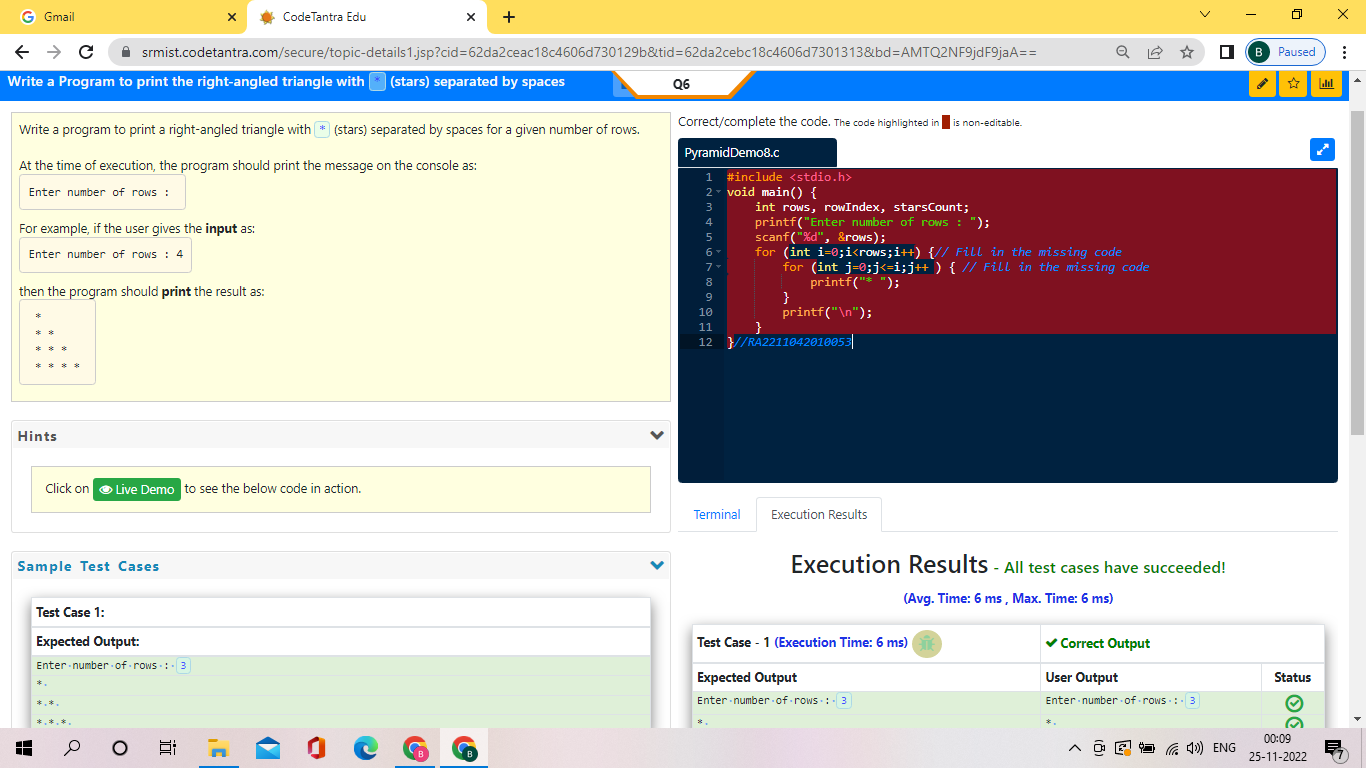 Gmail
CodeTantra Edu
srmist.codetantra.com/secure/topic-details1.jsp?cid=62da2ceac18c4606d730129b&tid=62da2cebc18c4606d7301313&bd=AMTQ2NF9jdF9jaA==
B Paused
Write a Program to print the right-angled triangle with * (stars) separated by spaces
Q6
Write a program to print a right-angled triangle with * (stars) separated by spaces for a given number of rows.
At the time of execution, the program should print the message on the console as:
Enter number of rows :
For example, if the user gives the input as:
Enter number of rows : 4
then the program should print the result as:
*
* *
* * *
* * * *
Hints
Click on Live Demo to see the below code in action.
Sample Test Cases
Test Case 1:
Expected Output:
Enter·number·of·rows·:· 3
*·
*·*·
*·*·*·
Correct/complete the code. The code highlighted in is non-editable.
PyramidDemo8.c
1 #include <stdio.h>
2 void main() {
3 int rows, rowIndex, starsCount;
4 printf("Enter number of rows : ");
5 scanf("%d", &rows);
6 for (int i=0;i<rows;i++) {// Fill in the missing code
7 for (int j=0;j<=i;j++ ) { // Fill in the missing code
8 printf("* ");
9 }
10 printf("\n");
11 }
12 }//RA2211042010053
Terminal
Execution Results
Execution Results - All test cases have succeeded!
(Avg. Time: 6 ms , Max. Time: 6 ms)
Test Case - 1 (Execution Time: 6 ms)
Correct Output
Expected Output
User Output
Status
Enter·number·of·rows·:· 3
Enter·number·of·rows·:· 3
*·
*·
ENG
00:09
25-11-2022
7